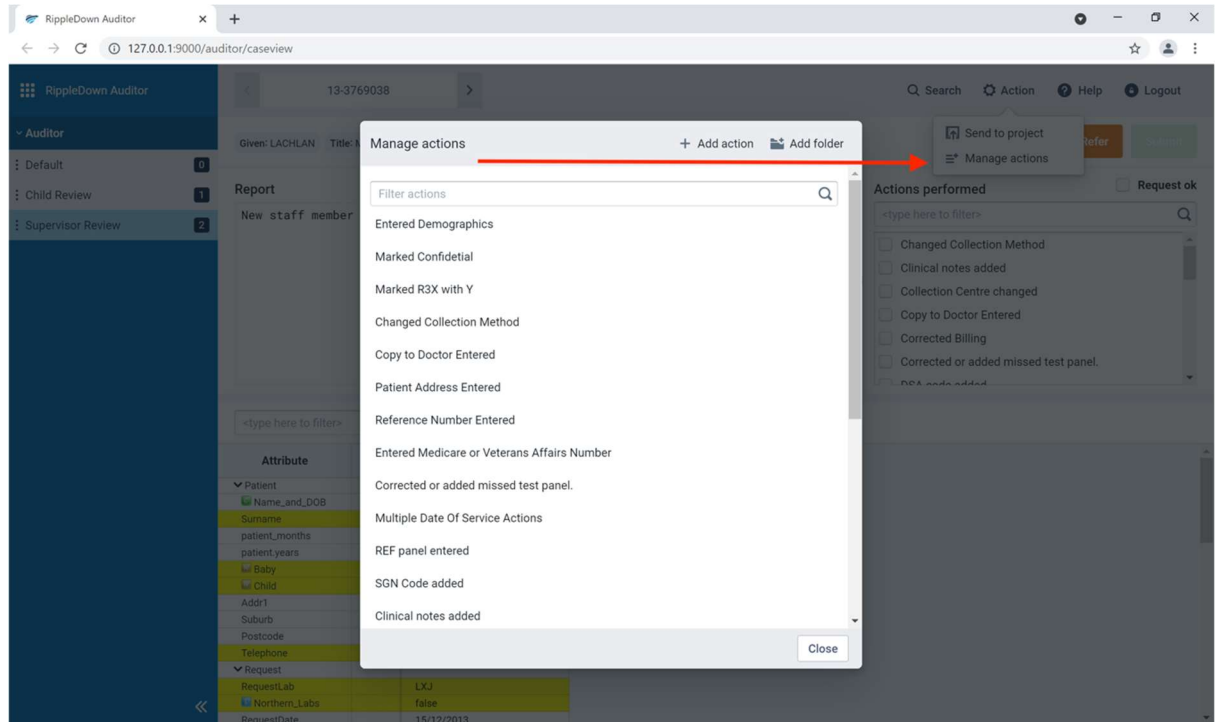 RippleDown Auditor
127.0.0.1:9000/auditor/caseview
RippleDown Auditor
13-3769038
Search
Action
Help
Logout
Auditor
Default 0
Child Review 1
Supervisor Review 2
Given: LACHLAN Title:
Send to project
Manage actions
Manage actions
+ Add action
Add folder
Filter actions
Entered Demographics
Marked Confidetial
Marked R3X with Y
Changed Collection Method
Copy to Doctor Entered
Patient Address Entered
Reference Number Entered
Entered Medicare or Veterans Affairs Number
Corrected or added missed test panel.
Multiple Date Of Service Actions
REF panel entered
SGN Code added
Clinical notes added
Close
Report
New staff member
Actions performed
Request ok
<type here to filter>
Changed Collection Method
Clinical notes added
Collection Centre changed
Copy to Doctor Entered
Corrected Billing
Corrected or added missed test panel.
DSA code added
<type here to filter>
Attribute
Patient
Name_and_DOB
Surname
patient_months
patient.years
Baby
Child
Addr1
Suburb
Postcode
Telephone
Request
RequestLab LXJ
Northern_Labs false
RequestDate 15/12/2013